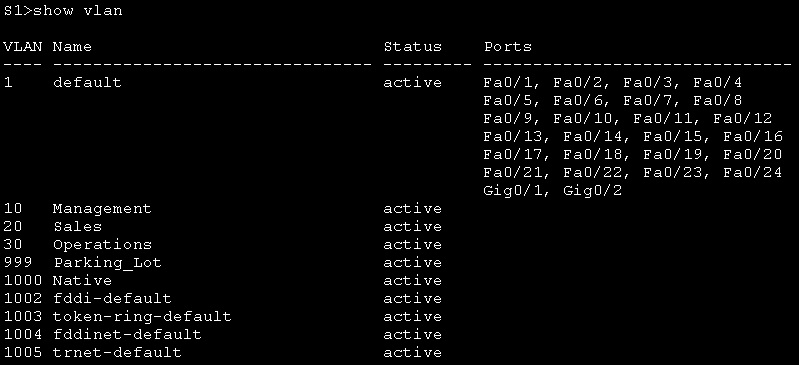 S1>show vlan
VLAN Name                             Status    Ports
---- -------------------------------- --------- -------------------------------
1    default                          active    Fa0/1, Fa0/2, Fa0/3, Fa0/4
                                                Fa0/5, Fa0/6, Fa0/7, Fa0/8
                                                Fa0/9, Fa0/10, Fa0/11, Fa0/12
                                                Fa0/13, Fa0/14, Fa0/15, Fa0/16
                                                Fa0/17, Fa0/18, Fa0/19, Fa0/20
                                                Fa0/21, Fa0/22, Fa0/23, Fa0/24
                                                Gig0/1, Gig0/2
10   Management                       active
20   Sales                            active
30   Operations                       active
999  Parking_Lot                      active
1000 Native                           active
1002 fddi-default                     active
1003 token-ring-default               active
1004 fddinet-default                  active
1005 trnet-default                    active